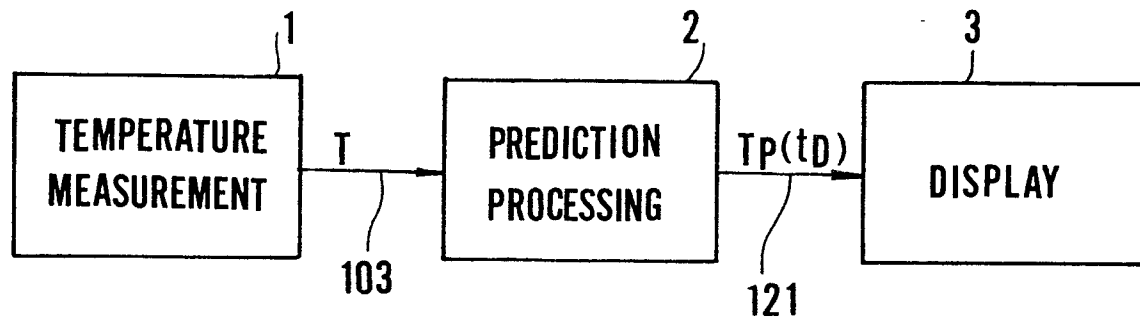 1
2
3
TEMPERATURE
MEASUREMENT
T
PREDICTION
PROCESSING
TP(tD)
DISPLAY
103
121